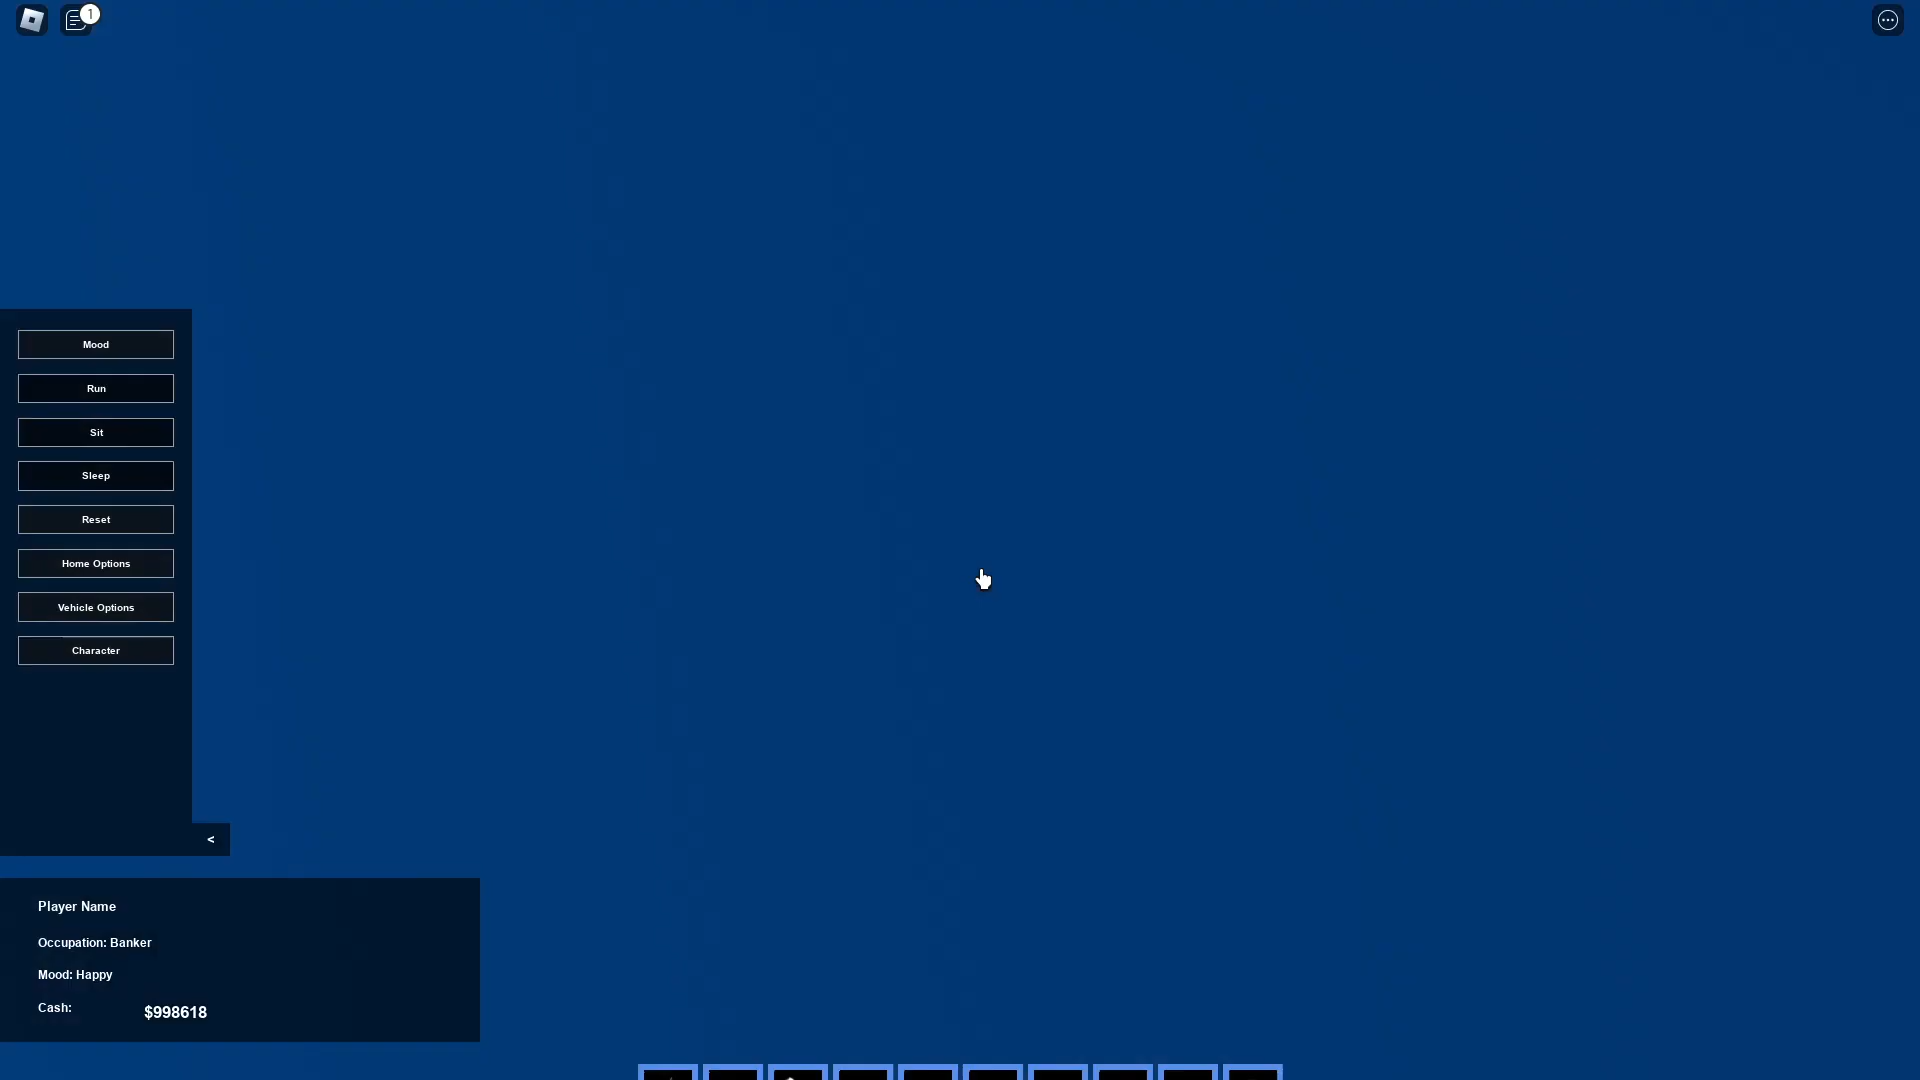 1
Mood
Run
Sit
Sleep
Reset
Home Options
Vehicle Options
Character
<
Player Name
Occupation: Banker
Mood: Happy
Cash: $998618